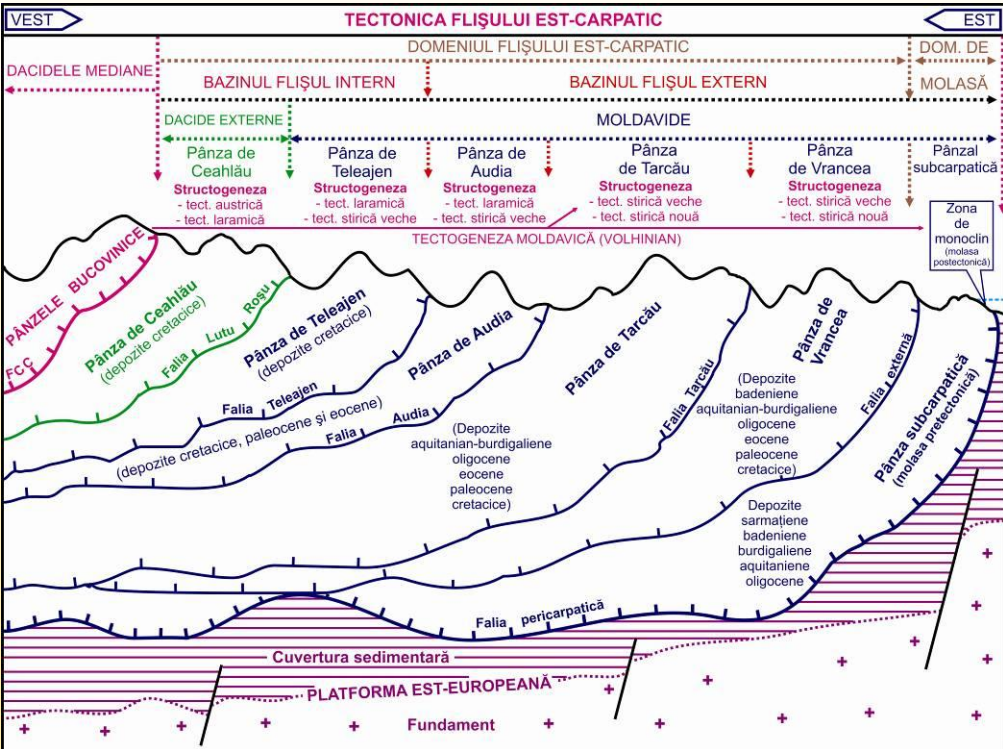 VEST
TECTONICA FLIŞULUI EST-CARPATIC
EST
DOMENIUL FLIŞULUI EST-CARPATIC
DOM. DE
MOLASĂ
DACIDELE MEDIANE
BAZINUL FLIŞUL INTERN
BAZINUL FLIŞUL EXTERN
DACIDE EXTERNE
MOLDAVIDE
Pânza de
Ceahlău
Structogeneza
- tect. austrică
- tect. laramică
Pânza de
Teleajen
Structogeneza
- tect. laramică
- tect. stirică veche
Pânza de
Audia
Structogeneza
- tect. laramică
- tect. stirică veche
Pânza
de Tarcău
Structogeneza
- tect. stirică veche
- tect. stirică nouă
Pânza
de Vrancea
Structogeneza
- tect. stirică veche
- tect. stirică nouă
Pânzal
subcarpatică
TECTOGENEZA MOLDAVICĂ (VOLHINIAN)
Zona
de
monoclin
(molasa
postectonică)
PÂNZELE BUCOVINICE
FCC
Pânza de Ceahlău
(depozite cretacice)
Falia Lutu Roşu
Pânza de Teleajen
(depozite cretacice)
Falia Teleajen
Pânza de Audia
(depozite cretacice, paleocene şi eocene)
Falia Audia
Pânza de Tarcău
(Depozite
aquitanian-burdigaliene
oligocene
eocene
paleocene
cretacice)
Falia Tarcău
Pânza de
Vrancea
(Depozite
badeniene
aquitanian-burdigaliene
oligocene
eocene
paleocene
cretacice)
Falia externă
Pânza subcarpatică
(molasa pretectonică)
Depozite
sarmaţiene
badeniene
burdigaliene
aquitaniene
oligocene
Falia pericarpatică
Cuvertura sedimentară
PLATFORMA EST-EUROPEANĂ
Fundament